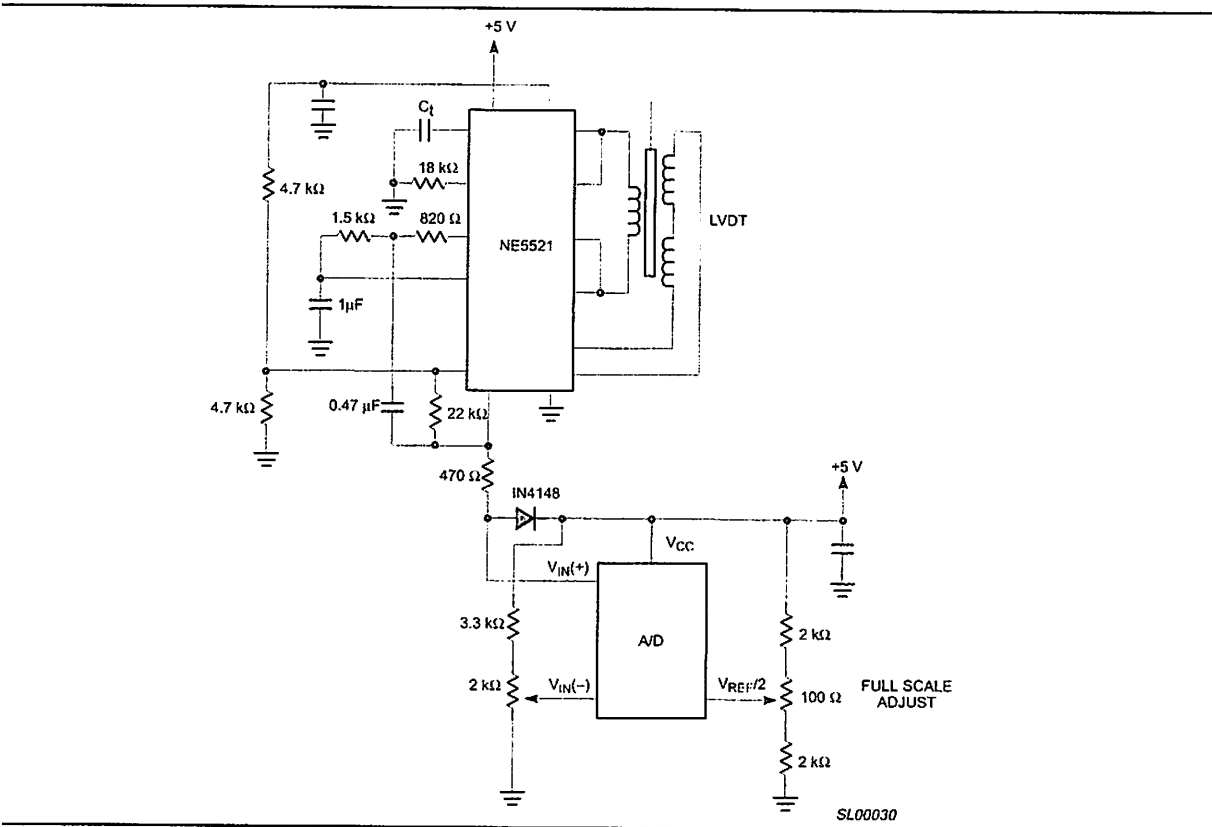 +5 V
Ct
18 kΩ
4.7 kΩ
1.5 kΩ
820 Ω
LVDT
NE5521
1µF
4.7 kΩ
0.47 µF
22 kΩ
470 Ω
+5 V
IN4148
VCC
VIN(+)
3.3 kΩ
2 kΩ
A/D
2 kΩ
VIN(–)
VREF/2
100 Ω
FULL SCALE
ADJUST
2 kΩ
SL00030